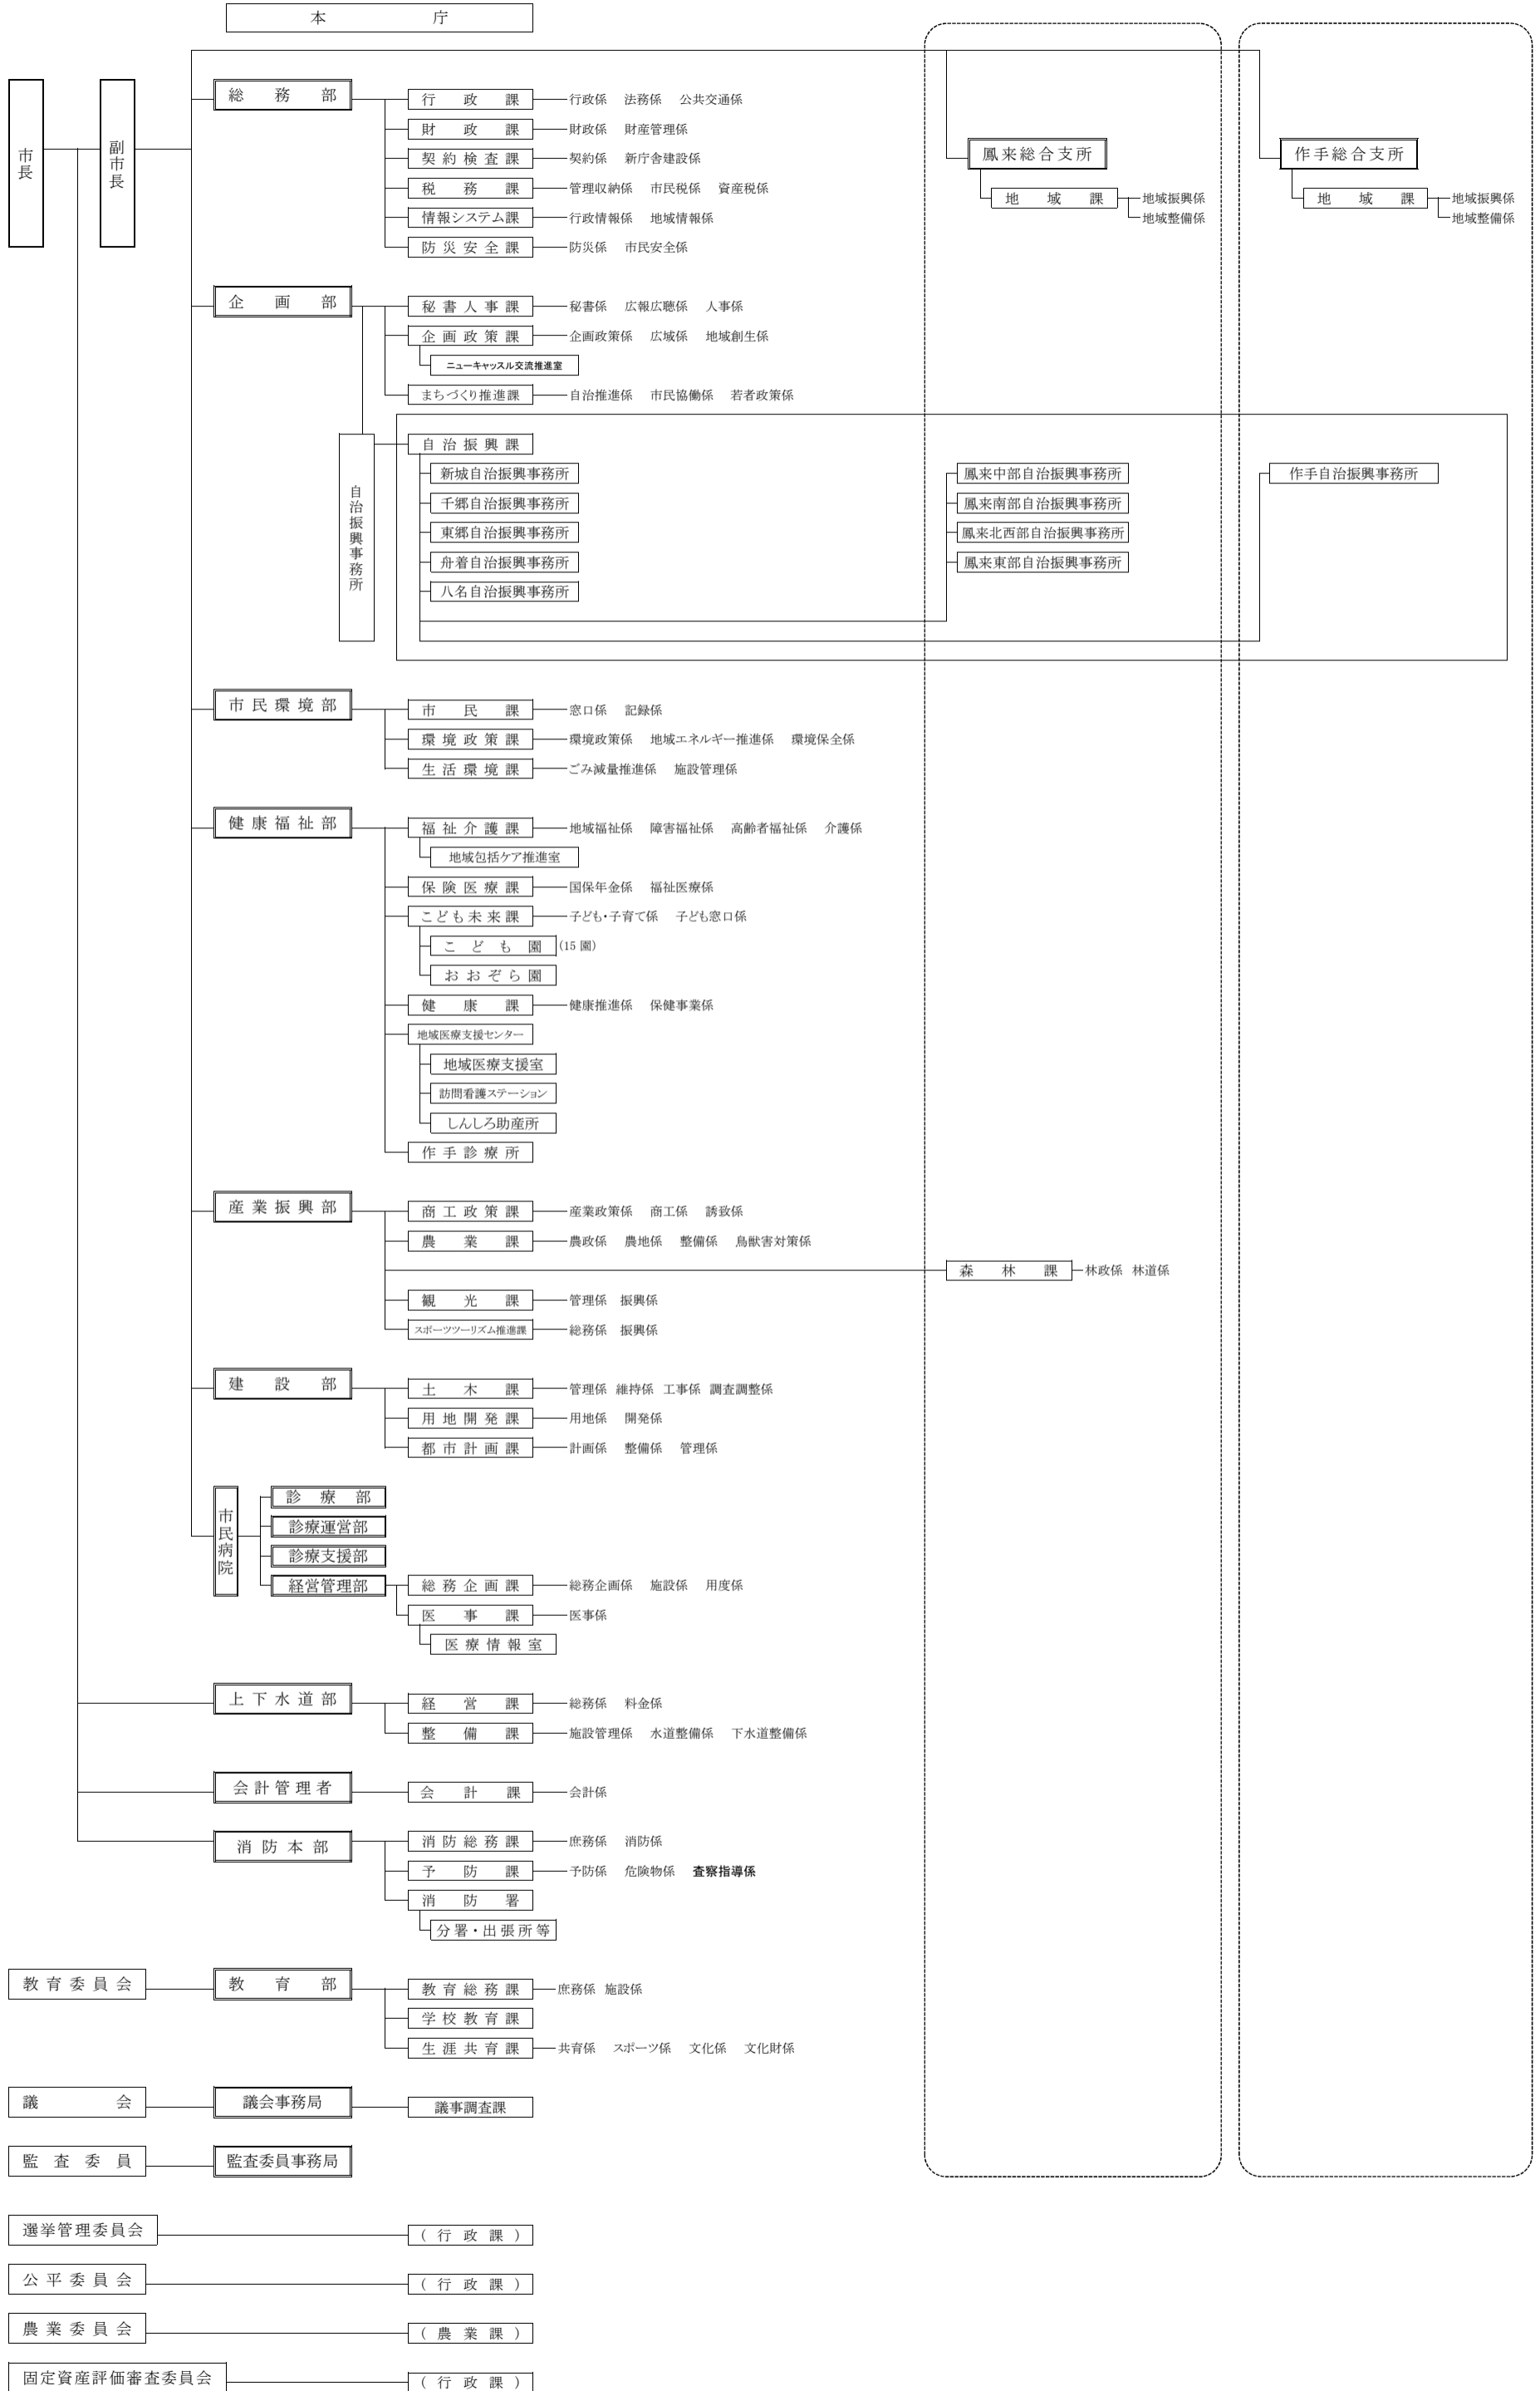 本庁
市長
副市長
総務部
行政課 行政係 法務係 公共交通係
財政課 財政係 財産管理係
契約検査課 契約係 新庁舎建設係
税務課 管理収納係 市民税係 資産税係
情報システム課 行政情報係 地域情報係
防災安全課 防災係 市民安全係
鳳来総合支所
地域課 地域振興係
地域整備係
作手総合支所
地域課 地域振興係
地域整備係
企画部
秘書人事課 秘書係 広報広聴係 人事係
企画政策課 企画政策係 広域係 地域創生係
ニューキャッスル交流推進室
まちづくり推進課 自治推進係 市民協働係 若者政策係
自治振興事務所
自治振興課
新城自治振興事務所 鳳来中部自治振興事務所 作手自治振興事務所
千郷自治振興事務所 鳳来南部自治振興事務所
東郷自治振興事務所 鳳来北西部自治振興事務所
舟着自治振興事務所 鳳来東部自治振興事務所
八名自治振興事務所
市民環境部
市民課 窓口係 記録係
環境政策課 環境政策係 地域エネルギー推進係 環境保全係
生活環境課 ごみ減量推進係 施設管理係
健康福祉部
福祉介護課 地域福祉係 障害福祉係 高齢者福祉係 介護係
地域包括ケア推進室
保険医療課 国保年金係 福祉医療係
こども未来課 子ども・子育て係 子ども窓口係
こども園 (15園)
おおぞら園
健康課 健康推進係 保健事業係
地域医療支援センター
地域医療支援室
訪問看護ステーション
しんしろ助産所
作手診療所
産業振興部
商工政策課 産業政策係 商工係 誘致係
農業課 農政係 農地係 整備係 鳥獣害対策係
森林課 林政係 林道係
観光課 管理係 振興係
スポーツツーリズム推進課 総務係 振興係
建設部
土木課 管理係 維持係 工事係 調査調整係
用地開発課 用地係 開発係
都市計画課 計画係 整備係 管理係
市民病院
診療部
診療運営部
診療支援部
経営管理部 総務企画課 総務企画係 施設係 用度係
医事課 医事係
医療情報室
上下水道部
経営課 総務係 料金係
整備課 施設管理係 水道整備係 下水道整備係
会計管理者 会計課 会計係
消防本部
消防総務課 庶務係 消防係
予防課 予防係 危険物係 査察指導係
消防署
分署・出張所等
教育委員会 教育部
教育総務課 庶務係 施設係
学校教育課
生涯共育課 共育係 スポーツ係 文化係 文化財係
議会 議会事務局 議事調査課
監査委員 監査委員事務局
選挙管理委員会 (行政課)
公平委員会 (行政課)
農業委員会 (農業課)
固定資産評価審査委員会 (行政課)